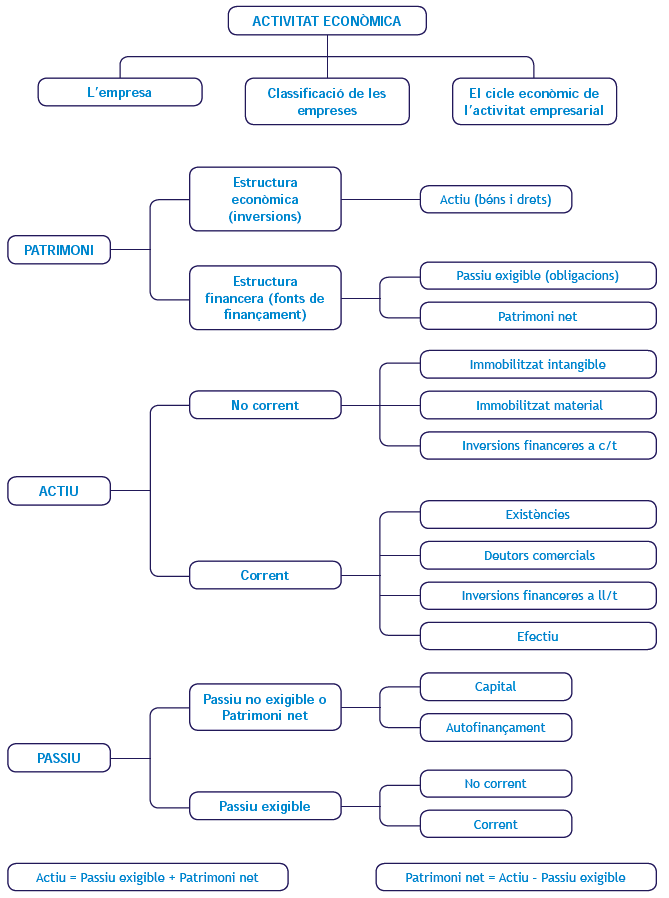 ACTIVITAT ECONÒMICA
L'empresa
Classificació de les
empreses
El cicle econòmic de
l'activitat empresarial
PATRIMONI
Estructura
econòmica
(inversions)
Actiu (béns i drets)
Estructura
financera (fonts de
finançament)
Passiu exigible (obligacions)
Patrimoni net
ACTIU
No corrent
Immobilitzat intangible
Immobilitzat material
Inversions financeres a c/t
Corrent
Existències
Deutors comercials
Inversions financeres a ll/t
Efectiu
PASSIU
Passiu no exigible o
Patrimoni net
Capital
Autofinançament
Passiu exigible
No corrent
Corrent
Actiu = Passiu exigible + Patrimoni net
Patrimoni net = Actiu - Passiu exigible